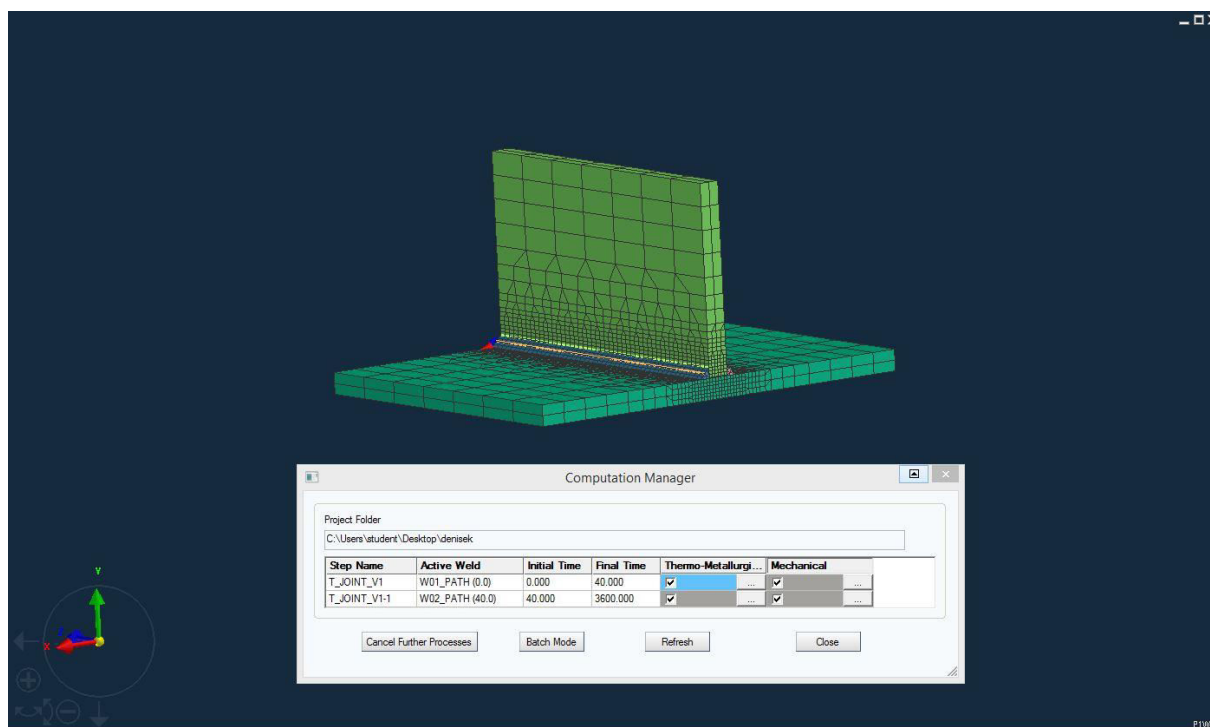 Y
X
Z
Computation Manager
Project Folder
C:\Users\student\Desktop\denisek
Step Name Active Weld Initial Time Final Time Thermo-Metallurgi... Mechanical
T_JOINT_V1 W01_PATH (0.0) 0.000 40.000 ... ...
T_JOINT_V1-1 W02_PATH (40.0) 40.000 3600.000 ... ...
Cancel Further Processes Batch Mode Refresh Close